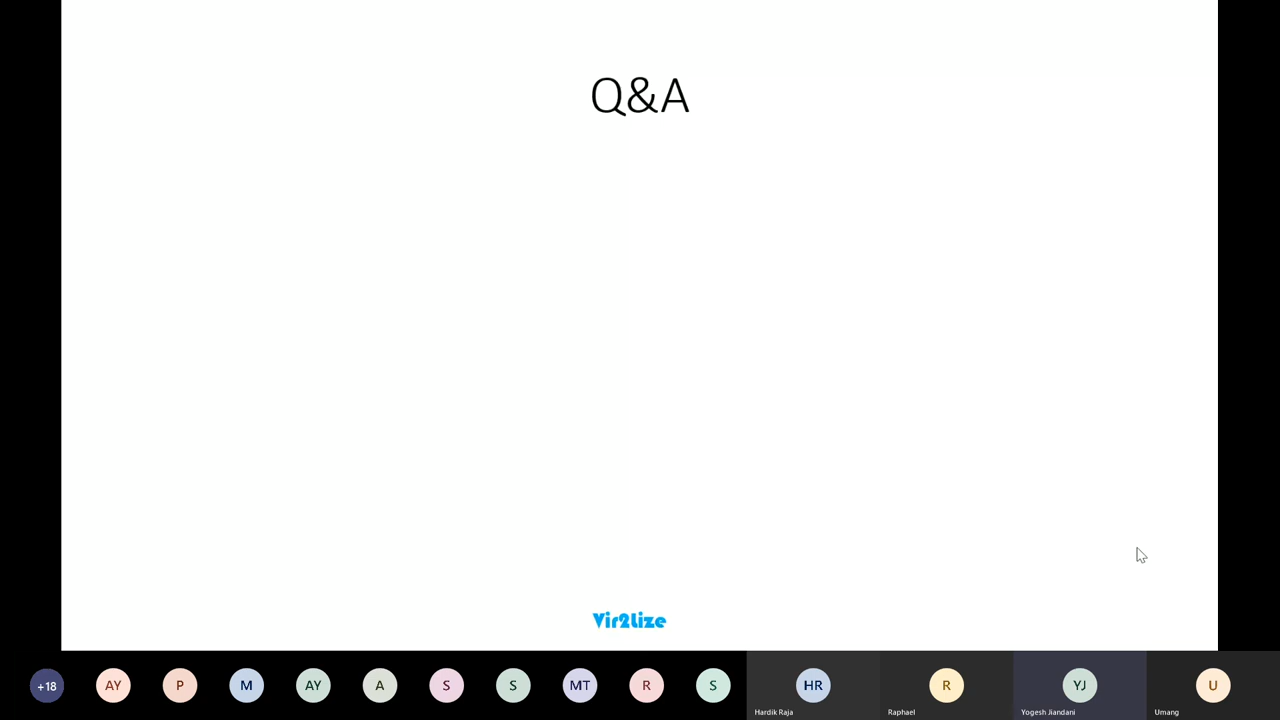 Q&A
Vir2lize
+18
AY
P
M
AY
A
S
S
MT
R
S
HR
R
YJ
U
Hardik Raja
Raphael
Yogesh Jiandani
Umang